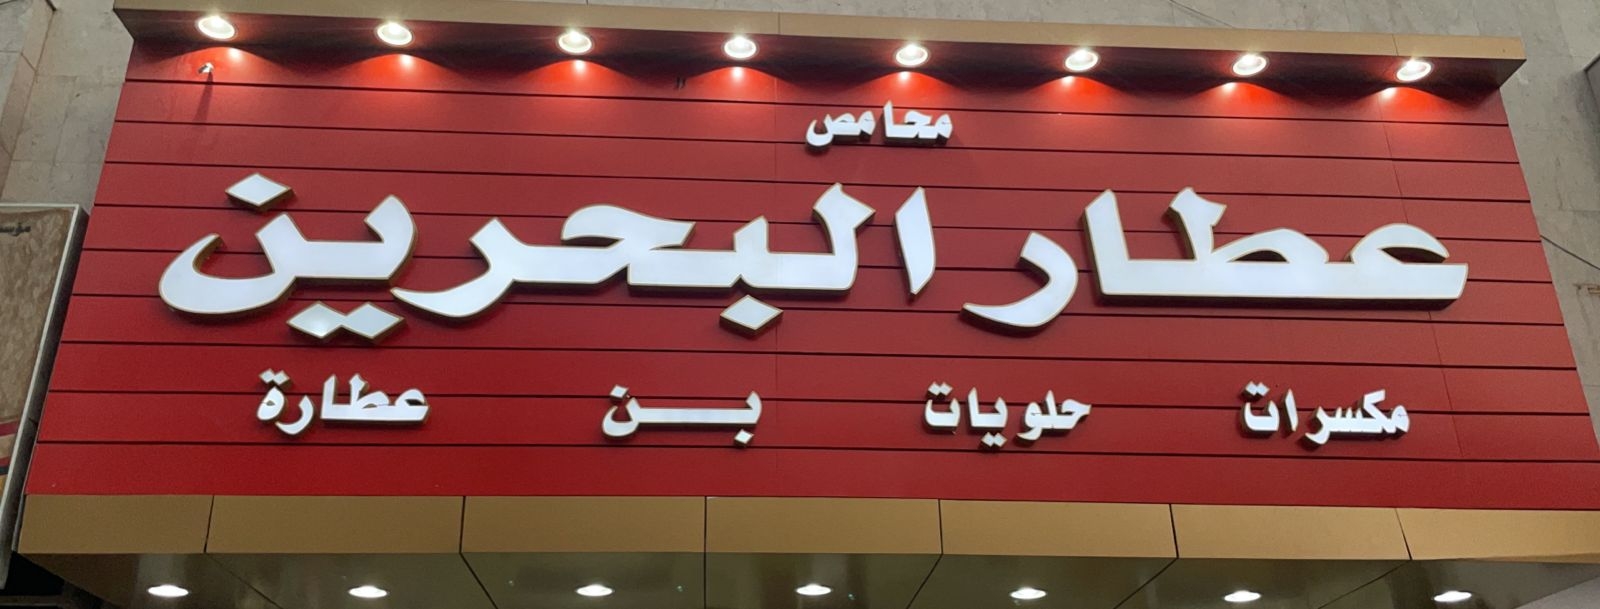 محامص
عطار البحرين
مكسرات حلويات بن عطارة